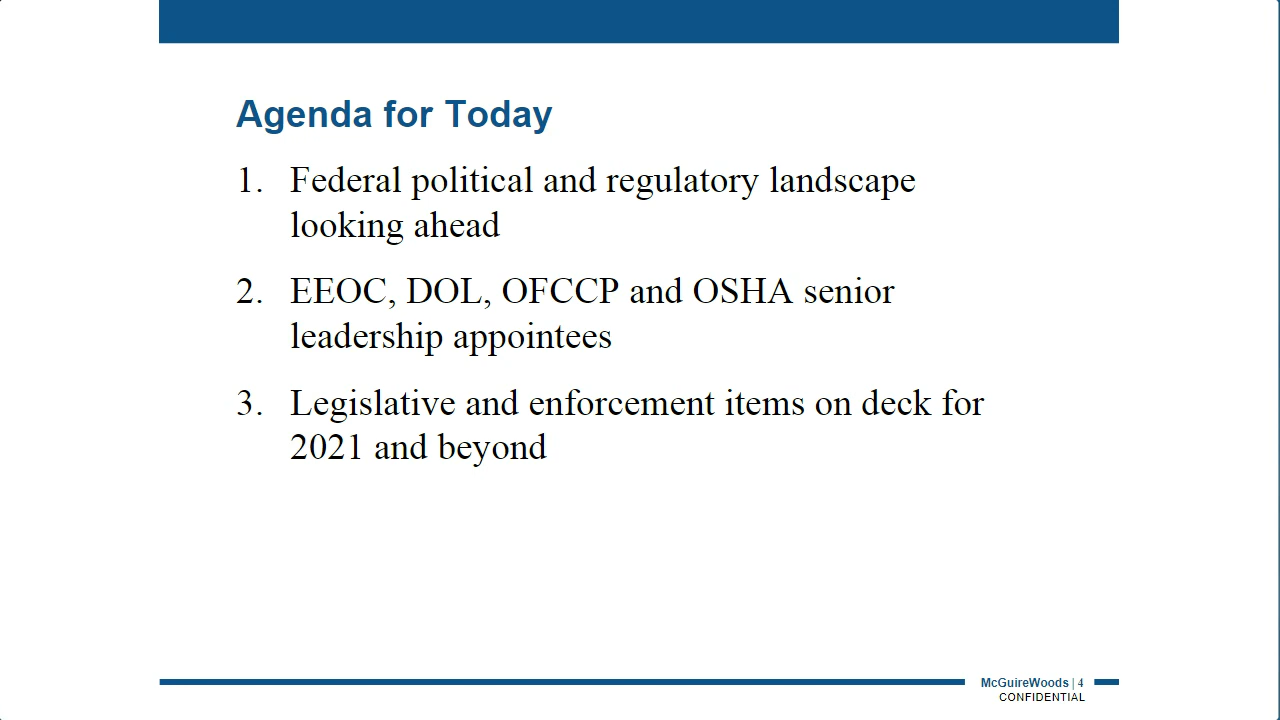 Agenda for Today
1. Federal political and regulatory landscape
looking ahead
2. EEOC, DOL, OFCCP and OSHA senior
leadership appointees
3. Legislative and enforcement items on deck for
2021 and beyond
McGuireWoods | 4
CONFIDENTIAL